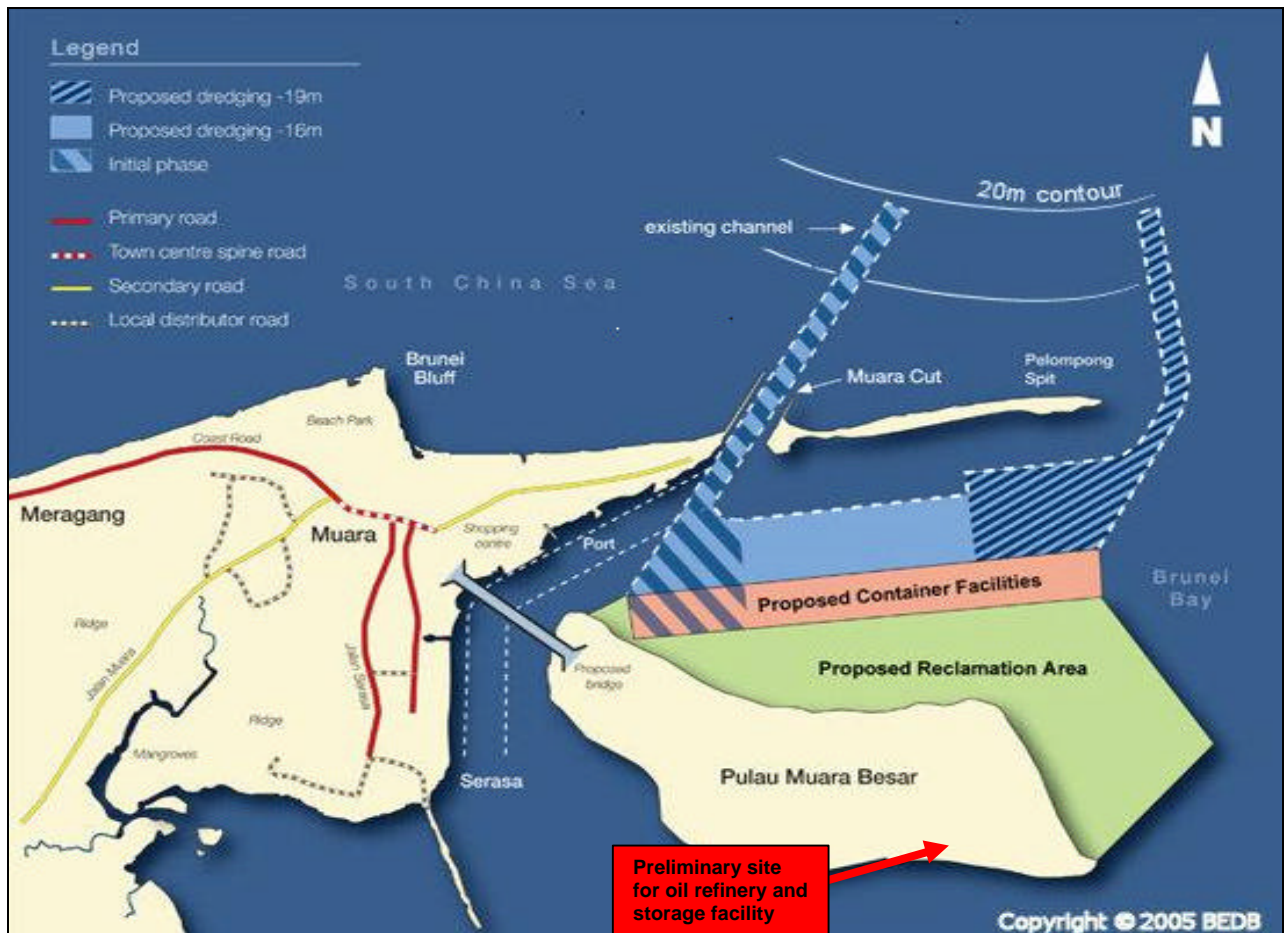 Legend
Proposed dredging -19m
Proposed dredging -16m
Initial phase
Primary road
Town centre spine road
Secondary road
Local distributor road
N
20m contour
existing channel
South China Sea
Brunei
Bluff
Muara Cut
Pelompong
Spit
Beach Park
Coast Road
Meragang
Muara
Shopping
centre
Port
Brunei
Bay
Proposed Container Facilities
Ridge
Jalan Muara
Jalan Serasa
Proposed
bridge
Proposed Reclamation Area
Ridge
Mangroves
Serasa
Pulau Muara Besar
Preliminary site
for oil refinery and
storage facility
Copyright © 2005 BEDB